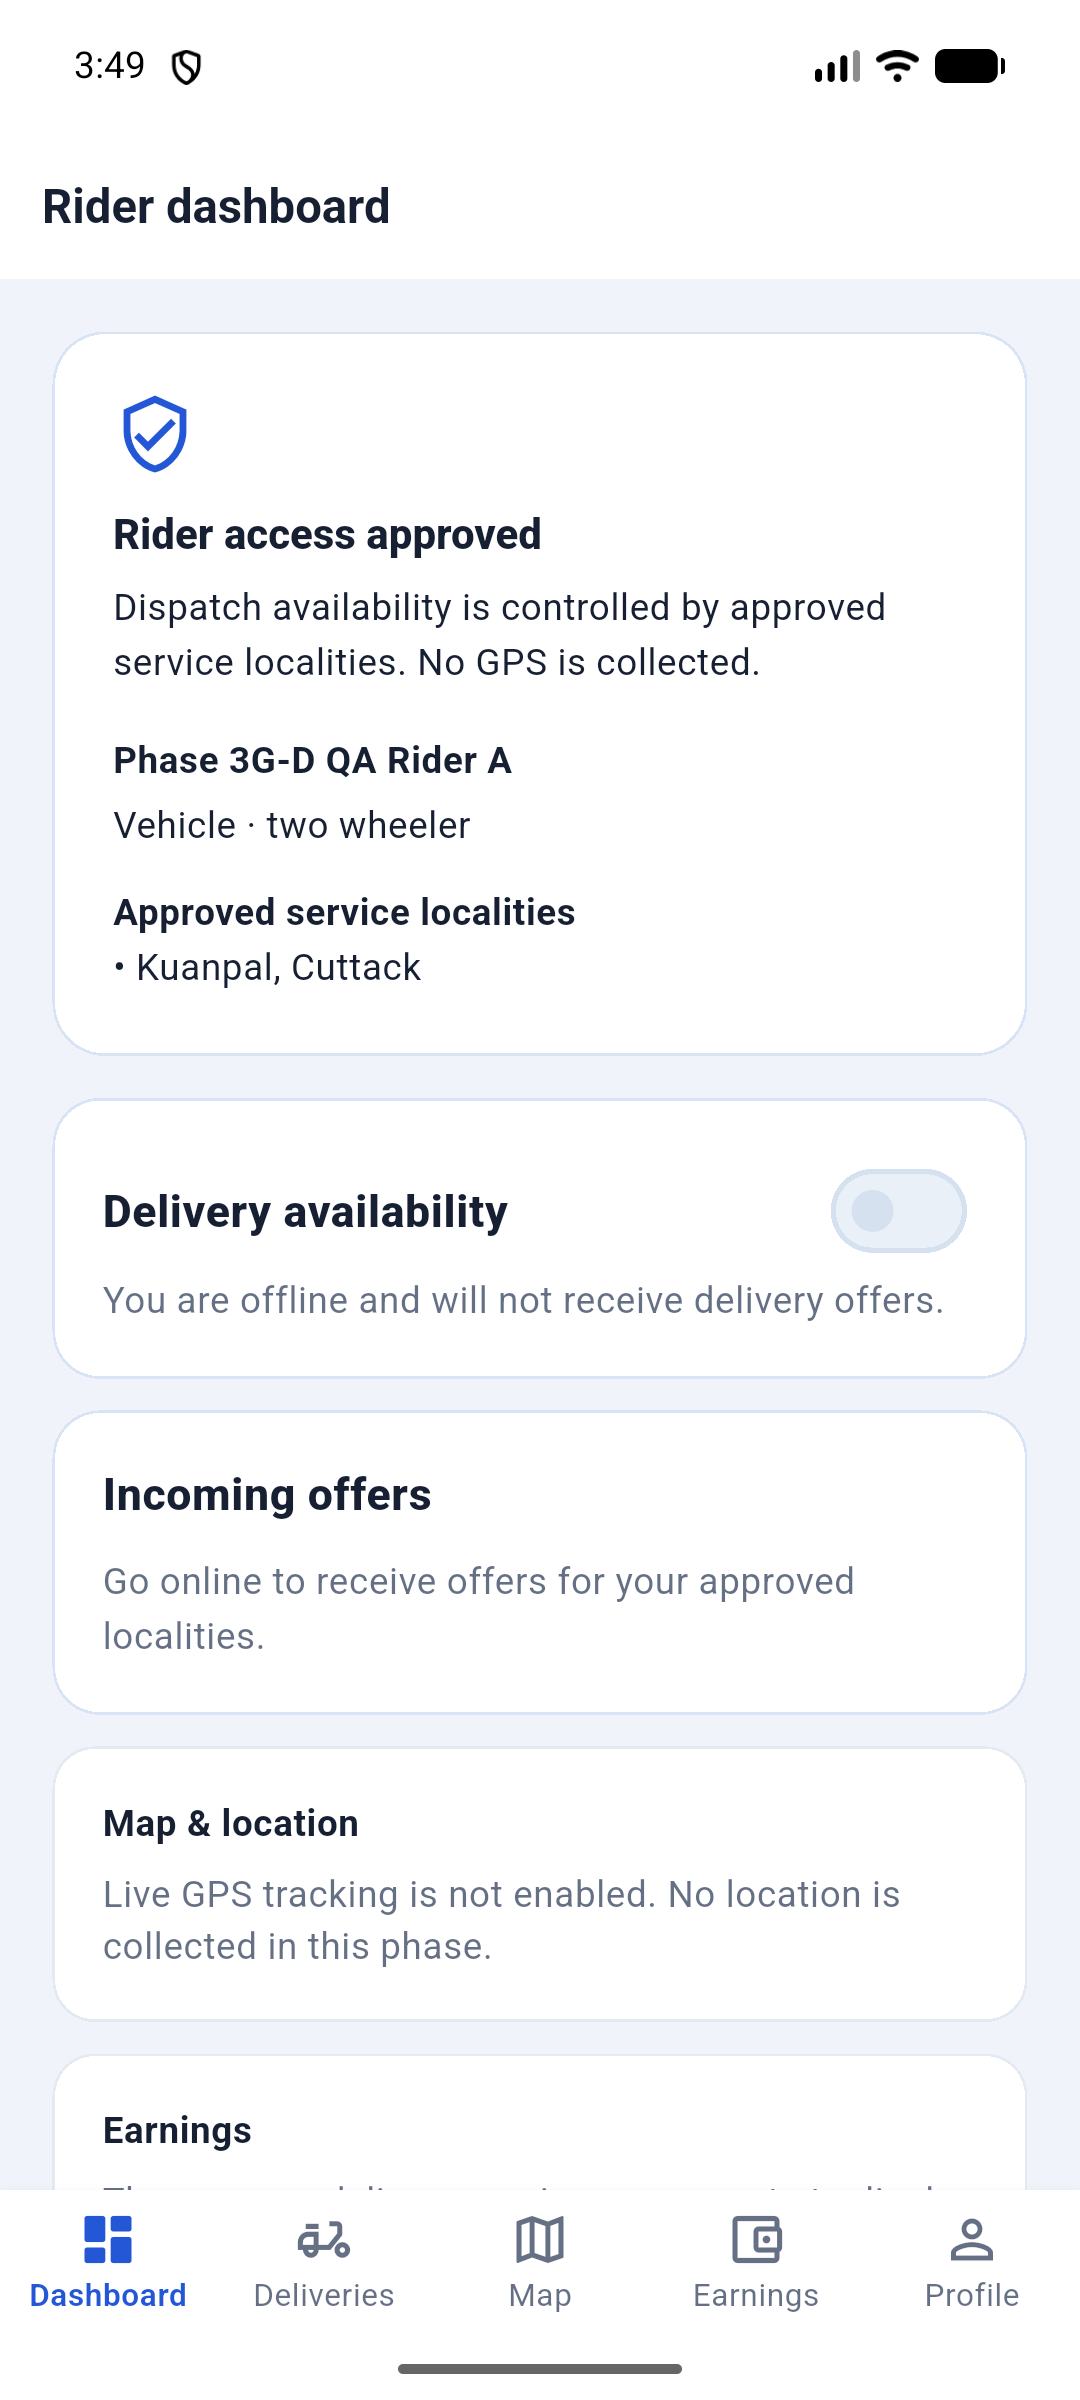 3:49
Rider dashboard
Rider access approved
Dispatch availability is controlled by approved
service localities. No GPS is collected.
Phase 3G-D QA Rider A
Vehicle · two wheeler
Approved service localities
• Kuanpal, Cuttack
Delivery availability
You are offline and will not receive delivery offers.
Incoming offers
Go online to receive offers for your approved
localities.
Map & location
Live GPS tracking is not enabled. No location is
collected in this phase.
Earnings
Dashboard
Deliveries
Map
Earnings
Profile